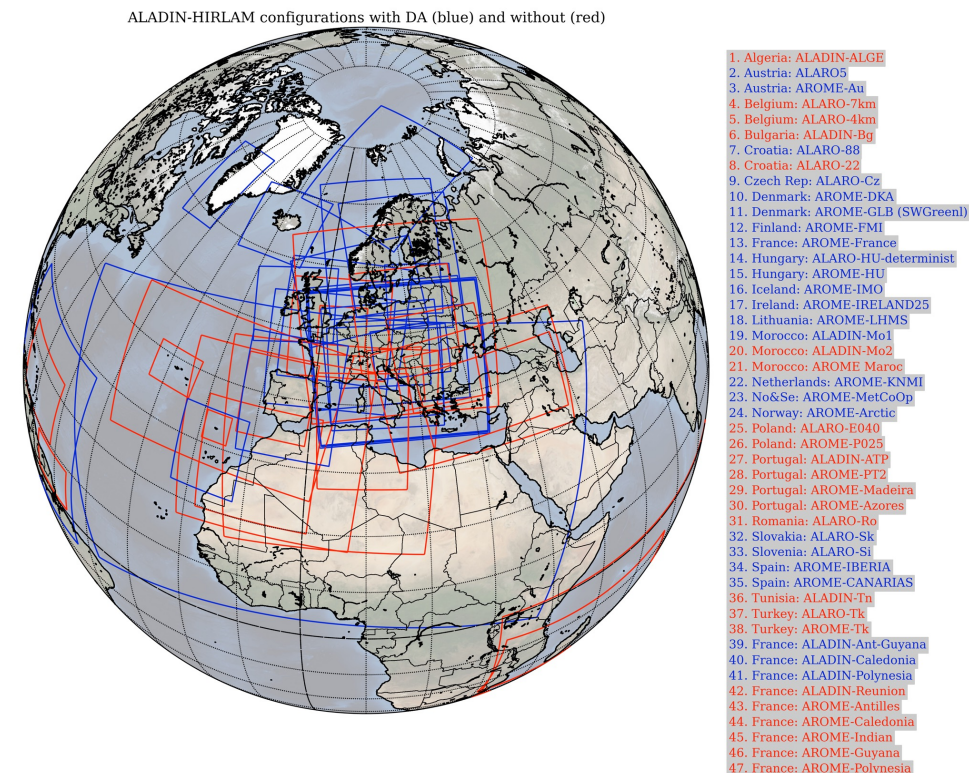 ALADIN-HIRLAM configurations with DA (blue) and without (red)
1. Algeria: ALADIN-ALGE
2. Austria: ALARO5
3. Austria: AROME-Au
4. Belgium: ALARO-7km
5. Belgium: ALARO-4km
6. Bulgaria: ALADIN-Bg
7. Croatia: ALARO-88
8. Croatia: ALARO-22
9. Czech Rep: ALARO-Cz
10. Denmark: AROME-DKA
11. Denmark: AROME-GLB (SWGreenl)
12. Finland: AROME-FMI
13. France: AROME-France
14. Hungary: ALARO-HU-determinist
15. Hungary: AROME-HU
16. Iceland: AROME-IMO
17. Ireland: AROME-IRELAND25
18. Lithuania: AROME-LHMS
19. Morocco: ALADIN-Mo1
20. Morocco: ALADIN-Mo2
21. Morocco: AROME Maroc
22. Netherlands: AROME-KNMI
23. No&Se: AROME-MetCoOp
24. Norway: AROME-Arctic
25. Poland: ALARO-E040
26. Poland: AROME-P025
27. Portugal: ALADIN-ATP
28. Portugal: AROME-PT2
29. Portugal: AROME-Madeira
30. Portugal: AROME-Azores
31. Romania: ALARO-Ro
32. Slovakia: ALARO-Sk
33. Slovenia: ALARO-Si
34. Spain: AROME-IBERIA
35. Spain: AROME-CANARIAS
36. Tunisia: ALADIN-Tn
37. Turkey: ALARO-Tk
38. Turkey: AROME-Tk
39. France: ALADIN-Ant-Guyana
40. France: ALADIN-Caledonia
41. France: ALADIN-Polynesia
42. France: ALADIN-Reunion
43. France: AROME-Antilles
44. France: AROME-Caledonia
45. France: AROME-Indian
46. France: AROME-Guyana
47. France: AROME-Polynesia